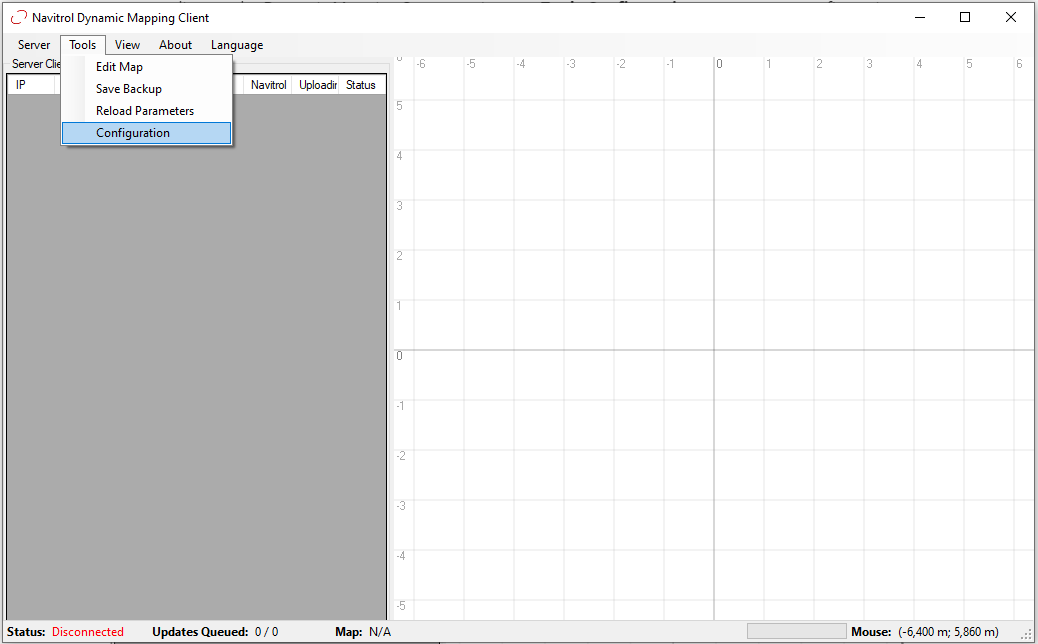 Navitrol Dynamic Mapping Client
Server Tools View About Language
Edit Map
Save Backup
Reload Parameters
Configuration
Server Clie
IP Navitrol Uploadin Status
-6 -5 -4 -3 -2 -1 0 1 2 3 4 5 6
5
4
3
2
1
0
-1
-2
-3
-4
-5
Status: Disconnected Updates Queued: 0 / 0 Map: N/A Mouse: (-6,400 m; 5,860 m)